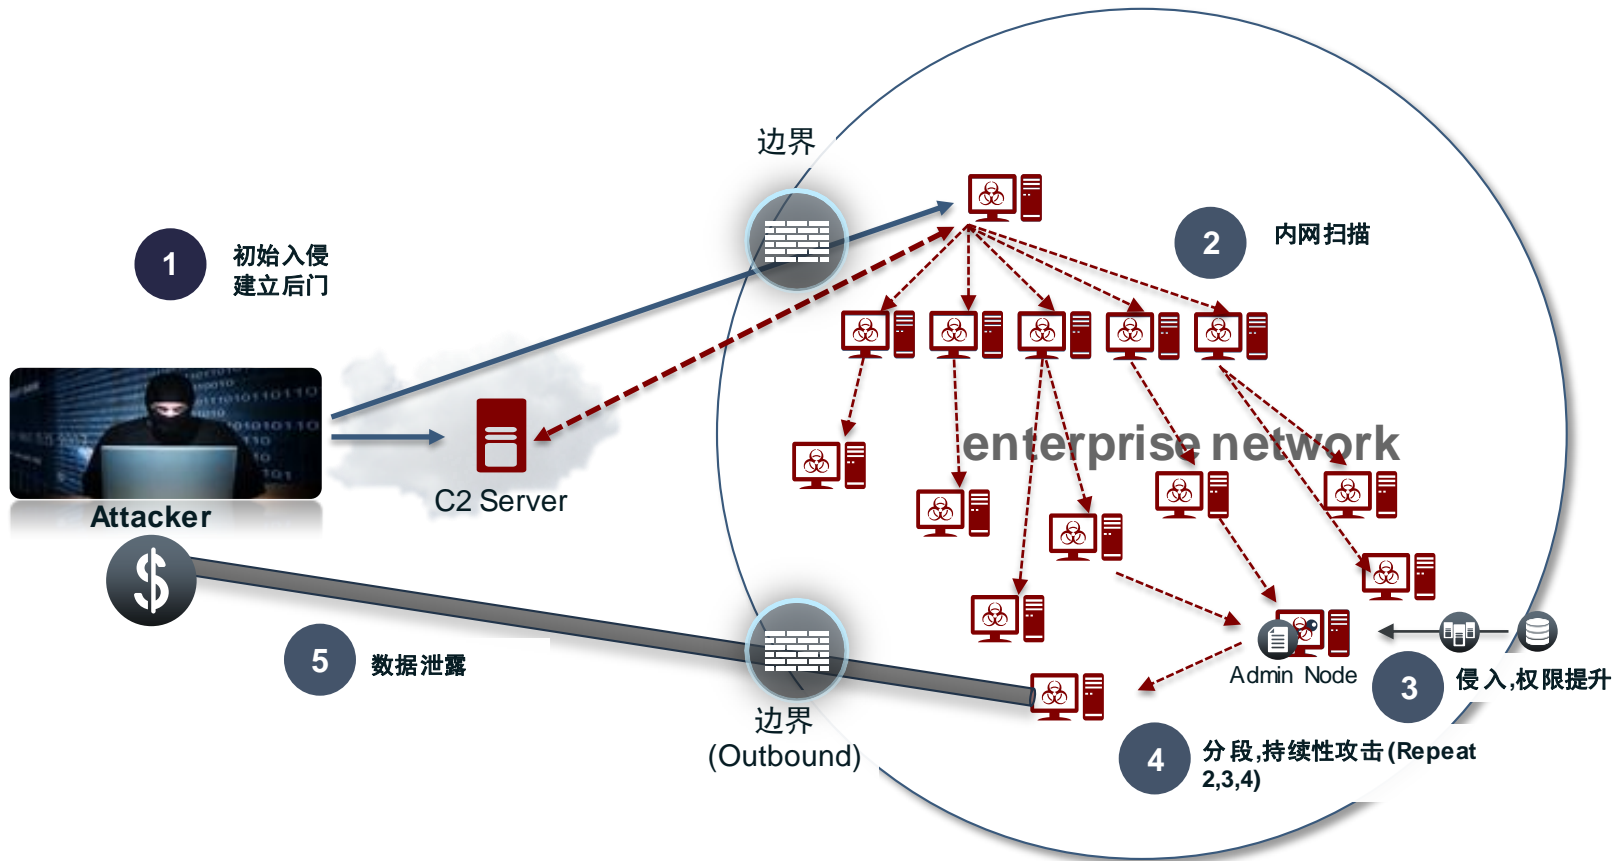 边界
1
初始入侵
建立后门
2
内网扫描
enterprise network
C2 Server
Attacker
$
5
数据泄露
边界
(Outbound)
Admin Node
3
侵入,权限提升
4
分段,持续性攻击(Repeat
2,3,4)